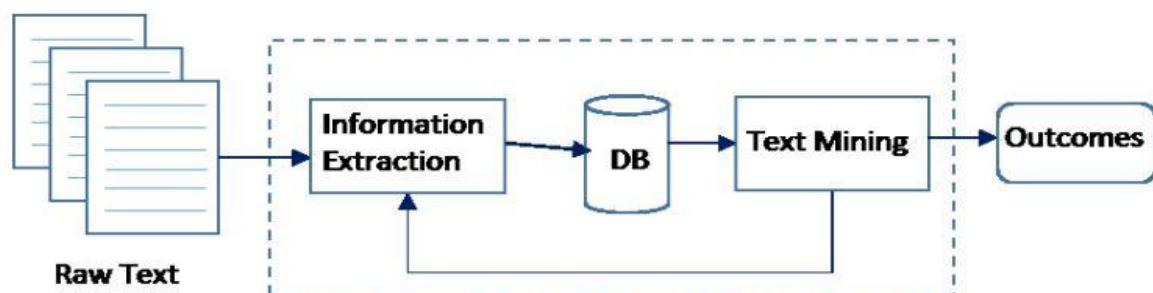 Raw Text
Information
Extraction
DB
Text Mining
Outcomes